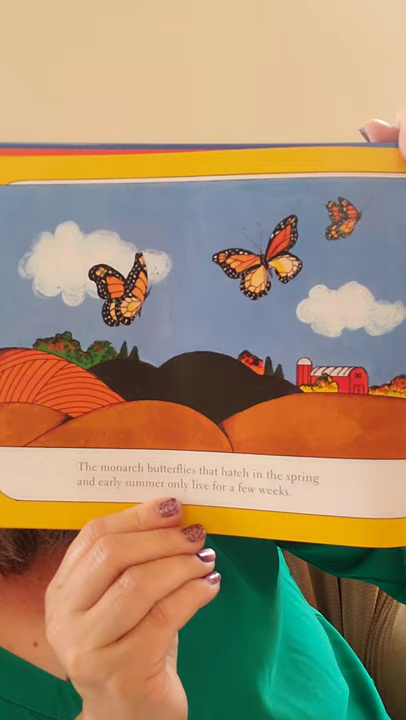 The monarch butterflies that hatch in the spring
and early summer only live for a few weeks.